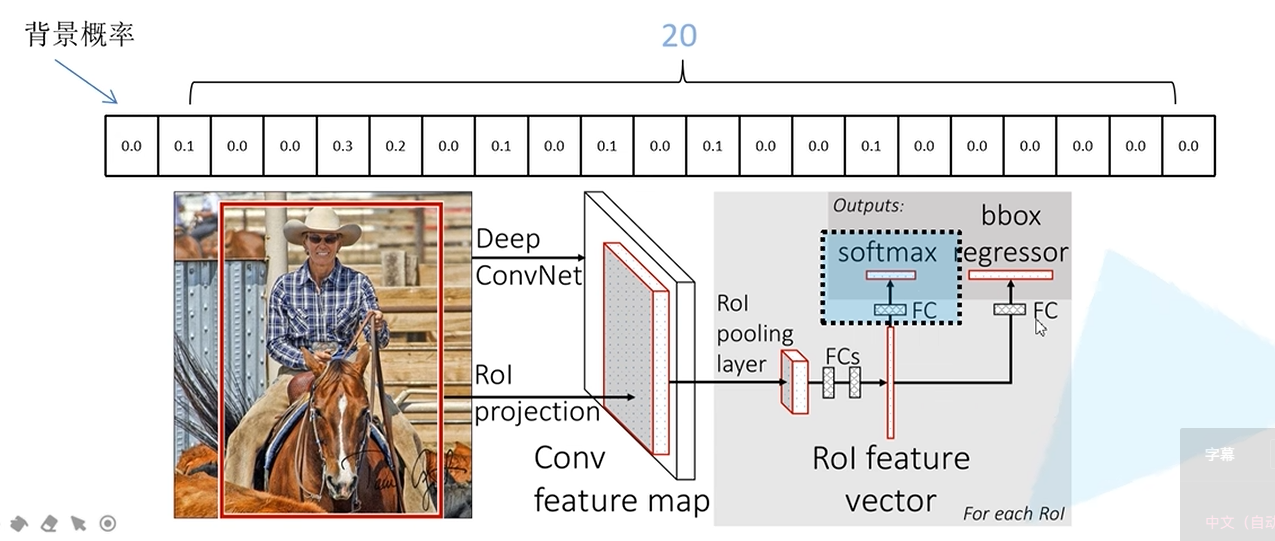 背景概率
20
0.0 0.1 0.0 0.0 0.3 0.2 0.0 0.1 0.0 0.1 0.0 0.1 0.0 0.0 0.1 0.0 0.0 0.0 0.0 0.0 0.0
Outputs:
bbox
softmax
regressor
Deep
ConvNet
FC
FC
RoI
pooling
layer
FCs
RoI
projection
Conv
feature map
RoI feature
vector
For each RoI
字幕
中文（自动